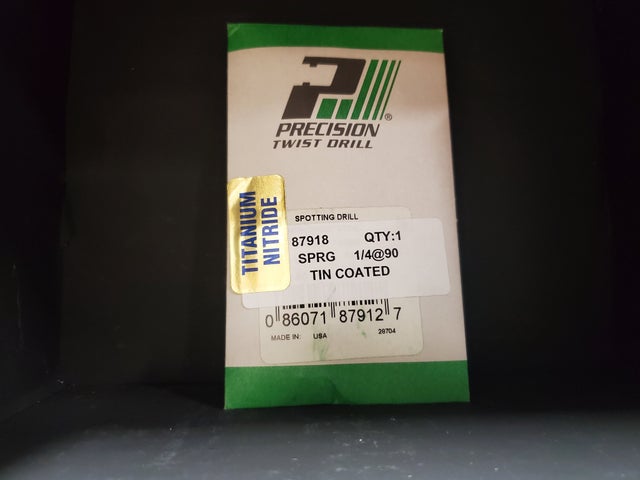 PRECISION®
TWIST DRILL
TITANIUM
NITRIDE
SPOTTING DRILL
87918 QTY:1
SPRG 1/4@90
TIN COATED
0 86071 87912 7
MADE IN: USA 28704